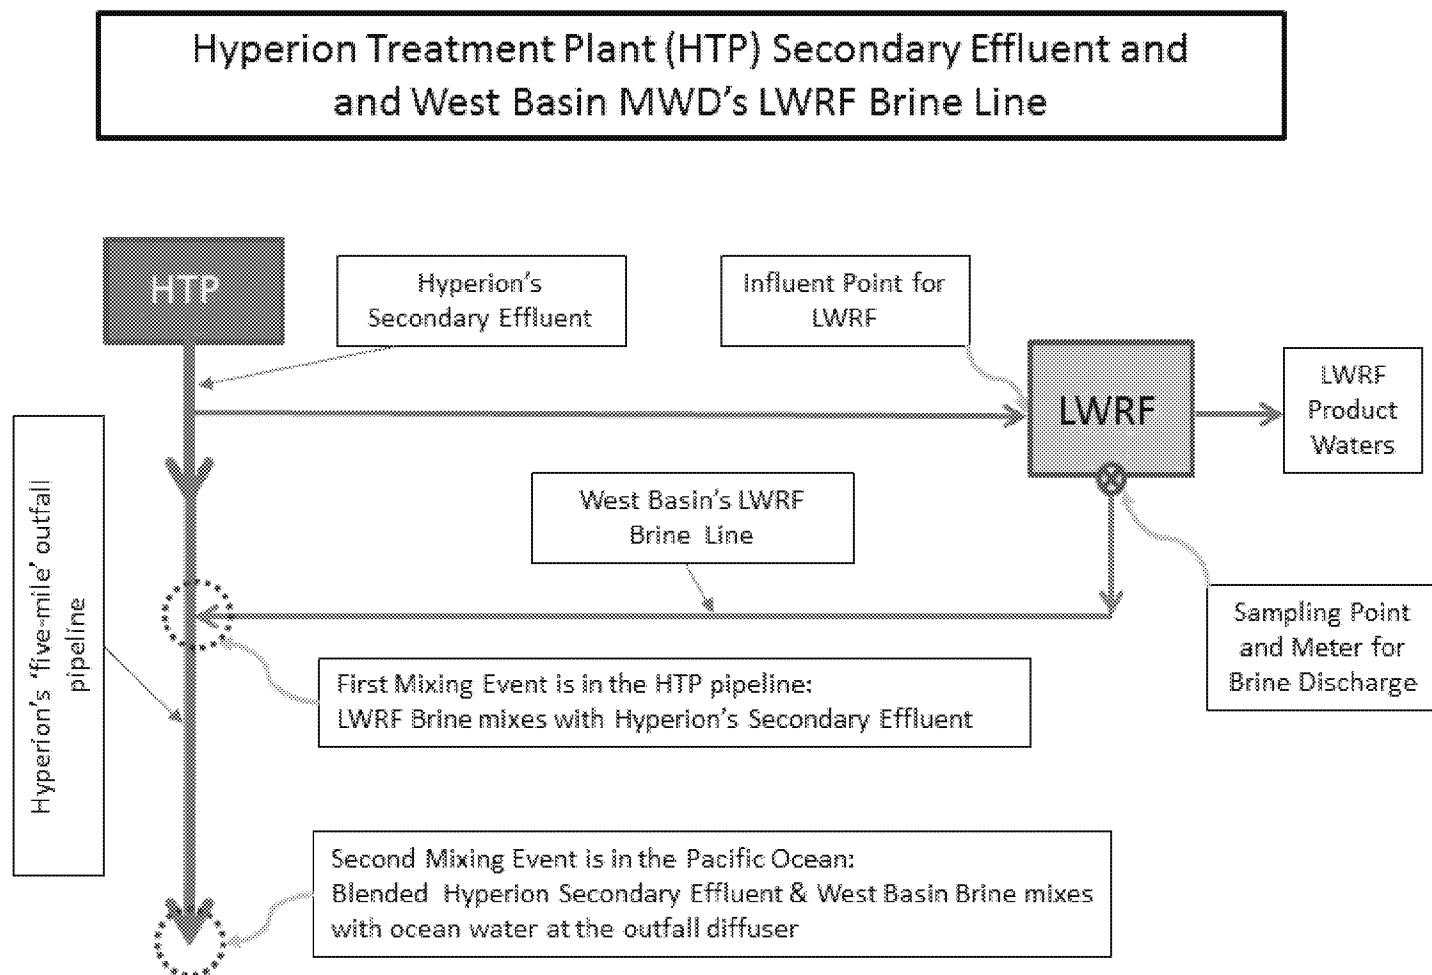 Hyperion Treatment Plant (HTP) Secondary Effluent and
and West Basin MWD's LWRF Brine Line
HTP
Hyperion's
Secondary Effluent
Influent Point for
LWRF
LWRF
LWRF
Product
Waters
Hyperion's 'five-mile' outfall
pipeline
West Basin's LWRF
Brine Line
Sampling Point
and Meter for
Brine Discharge
First Mixing Event is in the HTP pipeline:
LWRF Brine mixes with Hyperion's Secondary Effluent
Second Mixing Event is in the Pacific Ocean:
Blended Hyperion Secondary Effluent & West Basin Brine mixes
with ocean water at the outfall diffuser